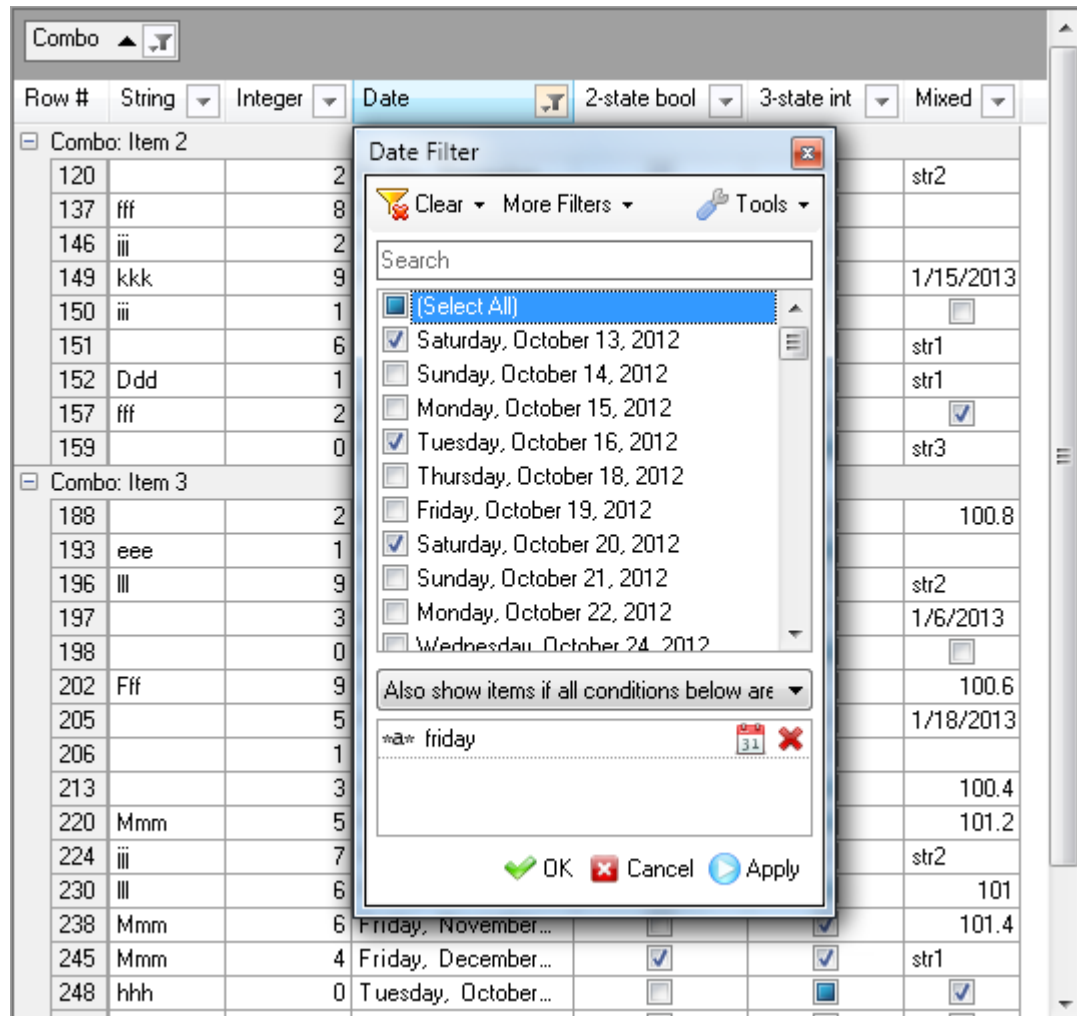 Combo
Row # String Integer Date 2-state bool 3-state int Mixed
Combo: Item 2
120 2 str2
137 fff 8
146 iii 2
149 kkk 9 1/15/2013
150 iii 1
151 6 str1
152 Ddd 1 str1
157 fff 2
159 0 str3
Combo: Item 3
188 2 100.8
193 eee 1
196 lll 9 str2
197 3 1/6/2013
198 0
202 Fff 9 100.6
205 5 1/18/2013
206 1
213 3 100.4
220 Mmm 5 101.2
224 iii 7 str2
230 lll 6 101
238 Mmm 6 Friday, November... 101.4
245 Mmm 4 Friday, December... str1
248 hhh 0 Tuesday, October...
Date Filter
Clear More Filters Tools
Search
(Select All)
Saturday, October 13, 2012
Sunday, October 14, 2012
Monday, October 15, 2012
Tuesday, October 16, 2012
Thursday, October 18, 2012
Friday, October 19, 2012
Saturday, October 20, 2012
Sunday, October 21, 2012
Monday, October 22, 2012
Wednesday, October 24, 2012
Also show items if all conditions below are
*a* friday 31
OK Cancel Apply